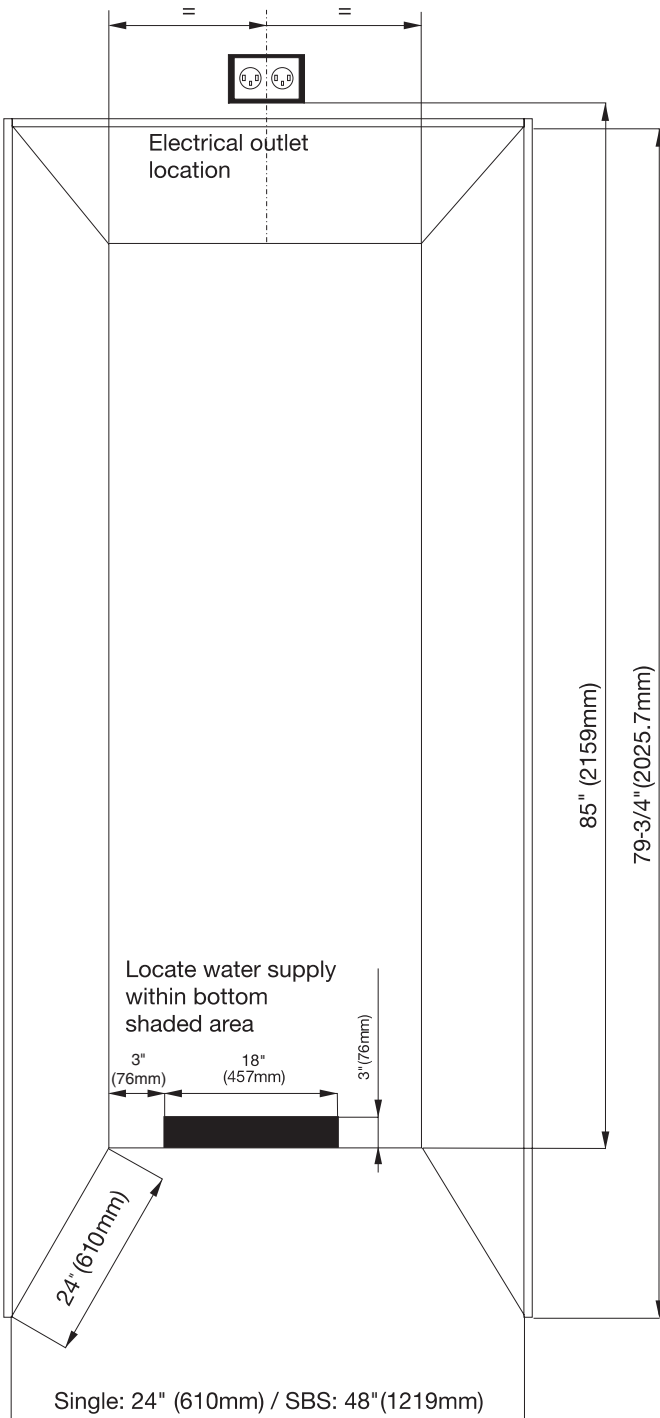 = =
Electrical outlet
location
85" (2159mm)
79-3/4"(2025.7mm)
Locate water supply
within bottom
shaded area
3"
(76mm)
18"
(457mm)
3"(76mm)
24"(610mm)
Single: 24" (610mm) / SBS: 48"(1219mm)